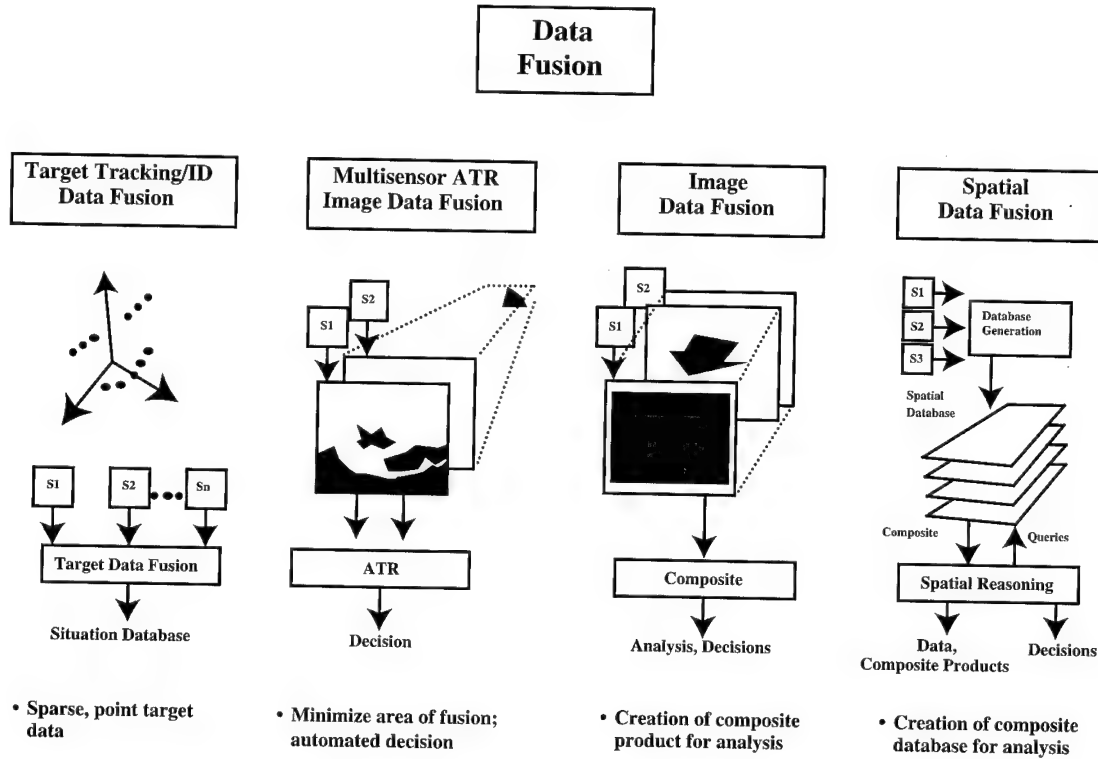 Data
Fusion
Target Tracking/ID
Data Fusion
S1
S2
Sn
Target Data Fusion
Situation Database
• Sparse, point target
data
Multisensor ATR
Image Data Fusion
S2
S1
ATR
Decision
• Minimize area of fusion;
automated decision
Image
Data Fusion
S2
S1
Composite
Analysis, Decisions
• Creation of composite
product for analysis
Spatial
Data Fusion
S1
S2
S3
Database
Generation
Spatial
Database
Composite
Queries
Spatial Reasoning
Data,
Composite Products
Decisions
• Creation of composite
database for analysis